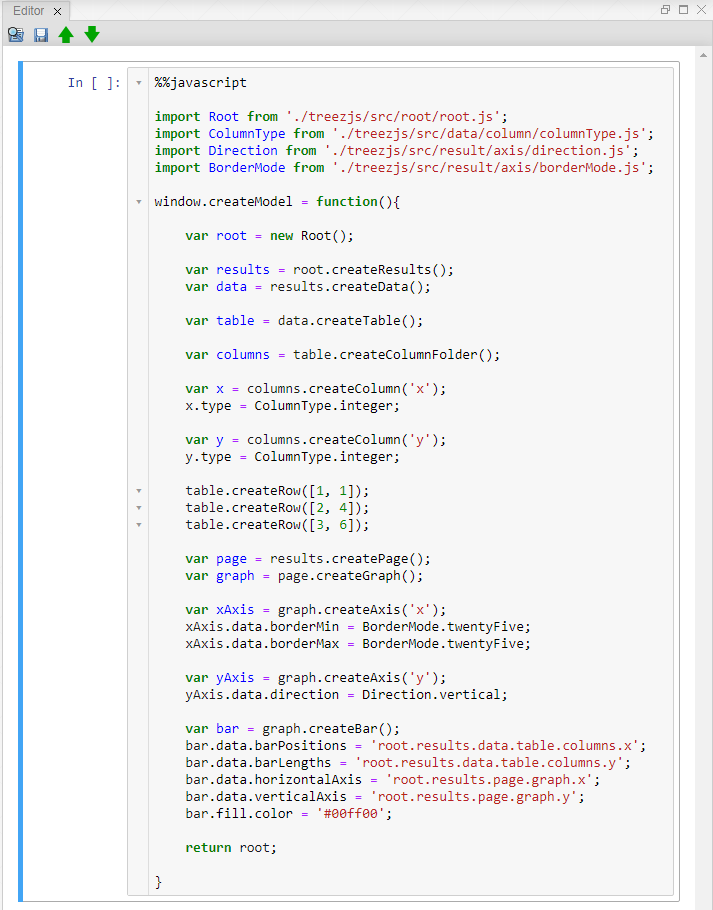 Editor
In [ ]:
%%javascript
import Root from './treezjs/src/root/root.js';
import ColumnType from './treezjs/src/data/column/columnType.js';
import Direction from './treezjs/src/result/axis/direction.js';
import BorderMode from './treezjs/src/result/axis/borderMode.js';
window.createModel = function(){
var root = new Root();
var results = root.createResults();
var data = results.createData();
var table = data.createTable();
var columns = table.createColumnFolder();
var x = columns.createColumn('x');
x.type = ColumnType.integer;
var y = columns.createColumn('y');
y.type = ColumnType.integer;
table.createRow([1, 1]);
table.createRow([2, 4]);
table.createRow([3, 6]);
var page = results.createPage();
var graph = page.createGraph();
var xAxis = graph.createAxis('x');
xAxis.data.borderMin = BorderMode.twentyFive;
xAxis.data.borderMax = BorderMode.twentyFive;
var yAxis = graph.createAxis('y');
yAxis.data.direction = Direction.vertical;
var bar = graph.createBar();
bar.data.barPositions = 'root.results.data.table.columns.x';
bar.data.barLengths = 'root.results.data.table.columns.y';
bar.data.horizontalAxis = 'root.results.page.graph.x';
bar.data.verticalAxis = 'root.results.page.graph.y';
bar.fill.color = '#00ff00';
return root;
}